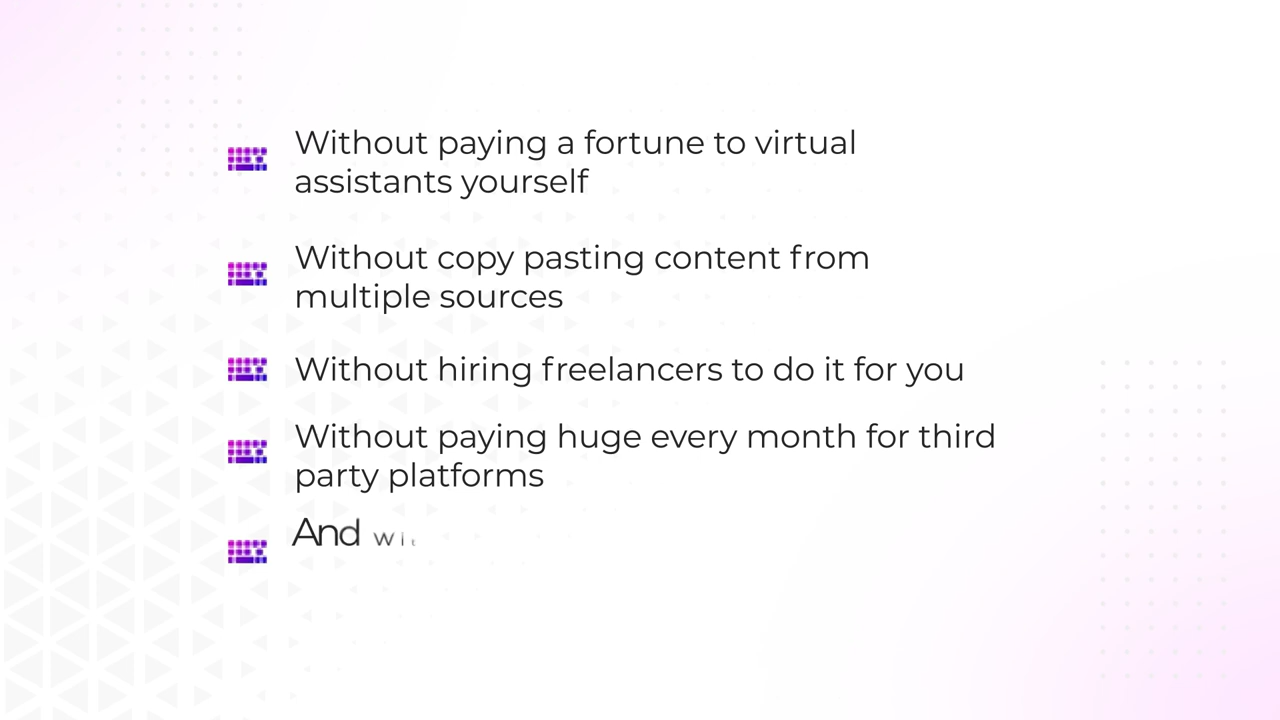 Without paying a fortune to virtual
assistants yourself
Without copy pasting content from
multiple sources
Without hiring freelancers to do it for you
Without paying huge every month for third
party platforms
And